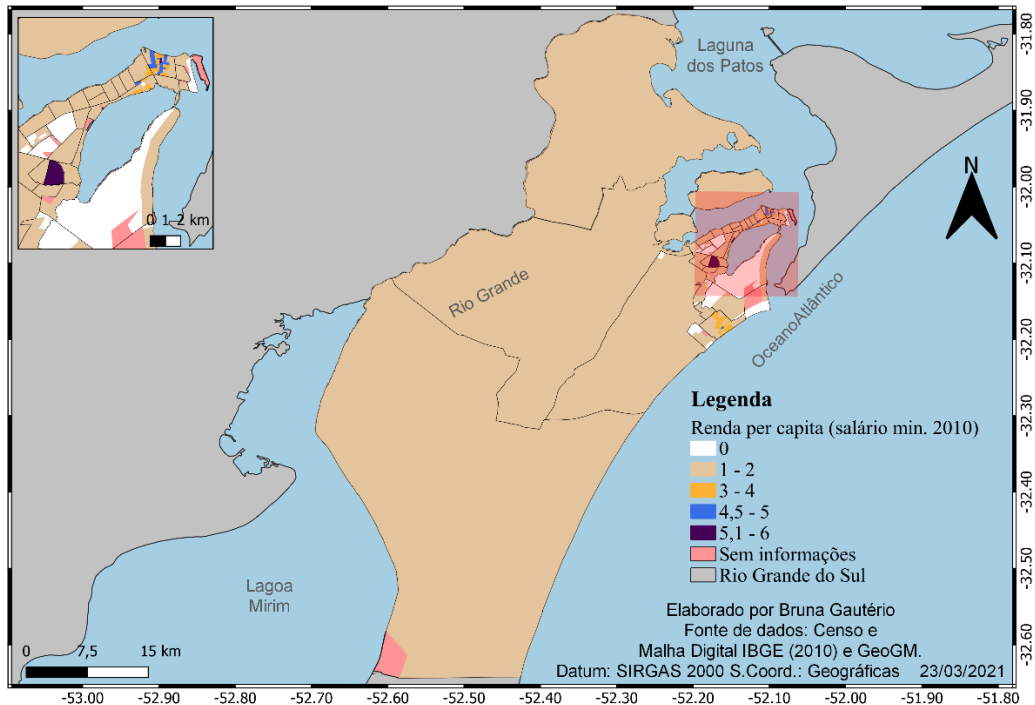 Laguna
dos Patos
0 1-2 km
N
Rio Grande
OceanoAtlântico
Legenda
Renda per capita (salário min. 2010)
0
1 - 2
3 - 4
4,5 - 5
5,1 - 6
Sem informações
Rio Grande do Sul
Lagoa
Mirim
0 7,5 15 km
Elaborado por Bruna Gautério
Fonte de dados: Censo e
Malha Digital IBGE (2010) e GeoGM.
Datum: SIRGAS 2000 S.Coord.: Geográficas 23/03/2021
-31.80
-31.90
-32.00
-32.10
-32.20
-32.30
-32.40
-32.50
-32.60
-53.00 -52.90 -52.80 -52.70 -52.60 -52.50 -52.40 -52.30 -52.20 -52.10 -52.00 -51.90 -51.80